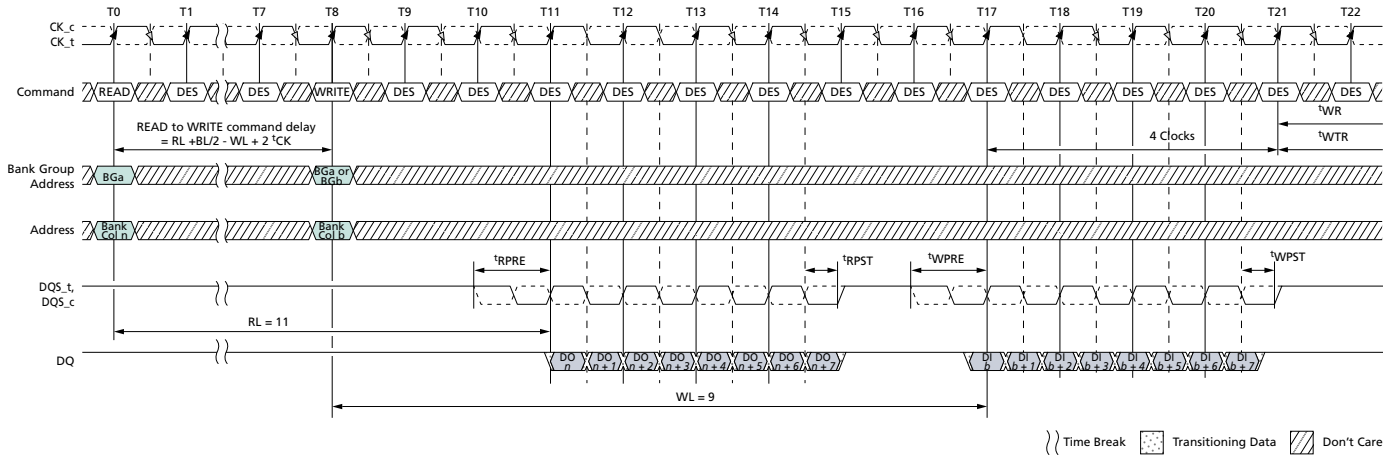 T0 T1 T7 T8 T9 T10 T11 T12 T13 T14 T15 T16 T17 T18 T19 T20 T21 T22
CK_c
CK_t
Command READ DES DES WRITE DES DES DES DES DES DES DES DES DES DES DES DES DES DES
tWR
READ to WRITE command delay
= RL +BL/2 - WL + 2 tCK
4 Clocks
tWTR
Bank Group
Address
BGa
BGa or
BGb
Address
Bank
Col n
Bank
Col b
tRPRE tRPST tWPRE tWPST
DQS_t,
DQS_c
RL = 11
DQ
DO
n
DO
n + 1
DO
n + 2
DO
n + 3
DO
n + 4
DO
n + 5
DO
n + 6
DO
n + 7
DI
b
DI
b + 1
DI
b + 2
DI
b + 3
DI
b + 4
DI
b + 5
DI
b + 6
DI
b + 7
WL = 9
Time Break Transitioning Data Don't Care